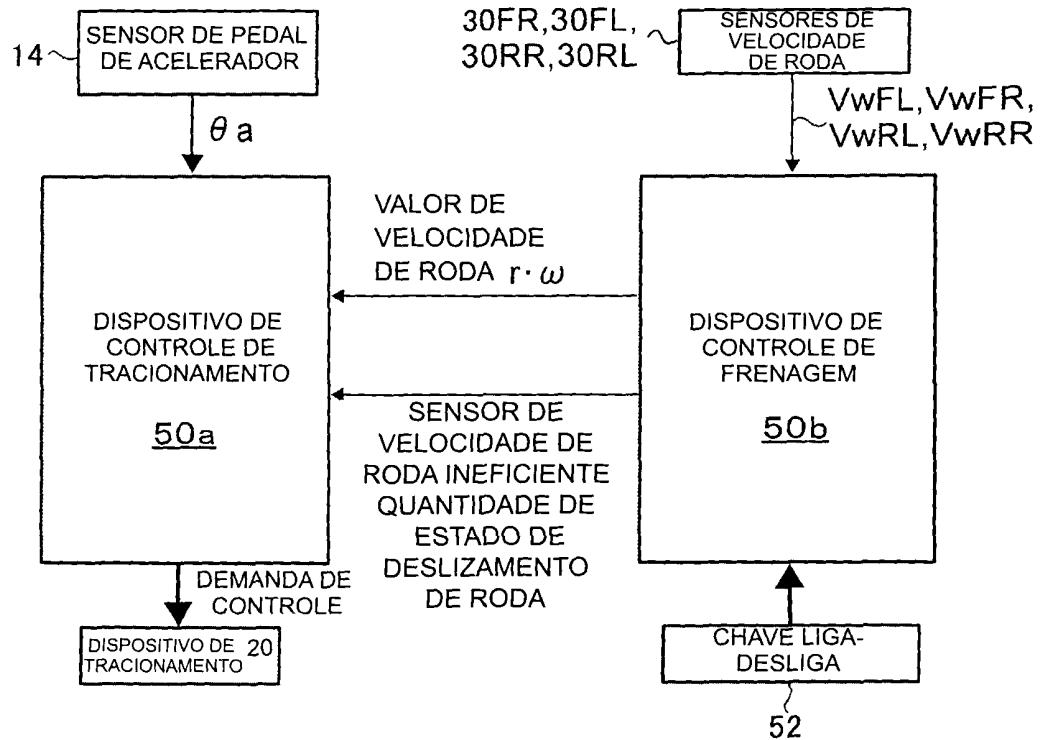 14
SENSOR DE PEDAL
DE ACELERADOR
30FR,30FL,
30RR,30RL
SENSORES DE
VELOCIDADE
DE RODA
θa
VwFL,VwFR,
VwRL,VwRR
VALOR DE
VELOCIDADE
DE RODA r・ω
DISPOSITIVO DE
CONTROLE DE
TRACIONAMENTO
50a
DISPOSITIVO DE
CONTROLE DE
FRENAGEM
50b
SENSOR DE
VELOCIDADE DE
RODA INEFICIENTE
QUANTIDADE DE
ESTADO DE
DESLIZAMENTO
DE RODA
DEMANDA DE
CONTROLE
DISPOSITIVO DE 20
TRACIONAMENTO
CHAVE LIGA-
DESLIGA
52